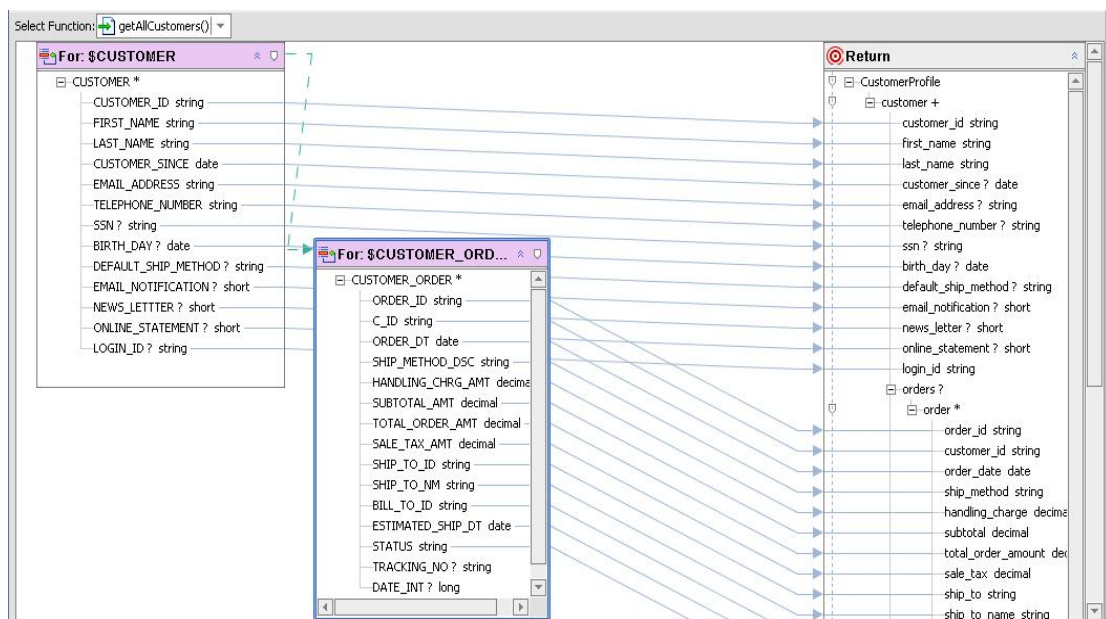 Select Function: getAllCustomers()
For: $CUSTOMER
CUSTOMER *
CUSTOMER_ID string
FIRST_NAME string
LAST_NAME string
CUSTOMER_SINCE date
EMAIL_ADDRESS string
TELEPHONE_NUMBER string
SSN ? string
BIRTH_DAY ? date
DEFAULT_SHIP_METHOD ? string
EMAIL_NOTIFICATION ? short
NEWS_LETTTER ? short
ONLINE_STATEMENT ? short
LOGIN_ID ? string
For: $CUSTOMER_ORD...
CUSTOMER_ORDER *
ORDER_ID string
C_ID string
ORDER_DT date
SHIP_METHOD_DSC string
HANDLING_CHRG_AMT decima
SUBTOTAL_AMT decimal
TOTAL_ORDER_AMT decimal
SALE_TAX_AMT decimal
SHIP_TO_ID string
SHIP_TO_NM string
BILL_TO_ID string
ESTIMATED_SHIP_DT date
STATUS string
TRACKING_NO ? string
DATE_INT ? long
Return
CustomerProfile
customer +
customer_id string
first_name string
last_name string
customer_since ? date
email_address ? string
telephone_number ? string
ssn ? string
birth_day ? date
default_ship_method ? string
email_notification ? short
news_letter ? short
online_statement ? short
login_id string
orders ?
order *
order_id string
customer_id string
order_date date
ship_method string
handling_charge decima
subtotal decimal
total_order_amount dec
sale_tax decimal
ship_to string
ship_to_name string